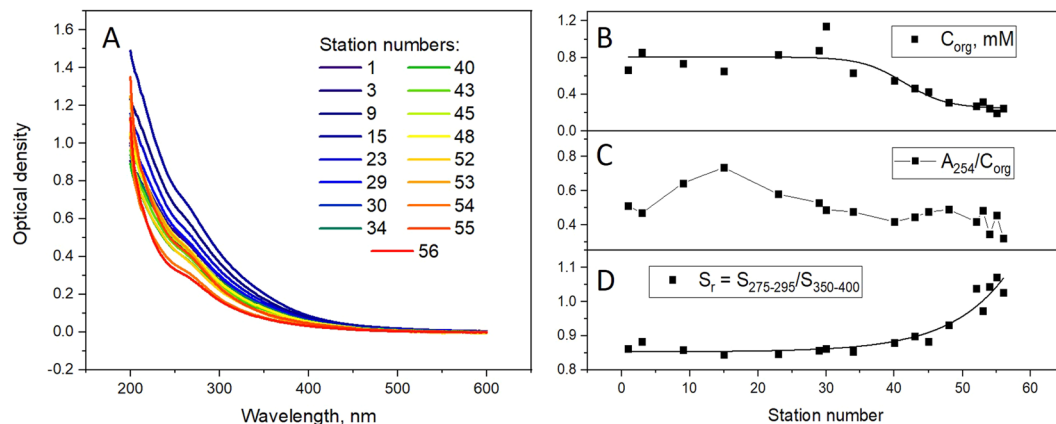 A
Station numbers:
1 40
3 43
9 45
15 48
23 52
29 53
30 54
34 55
56
Optical density
1.6
1.4
1.2
1.0
0.8
0.6
0.4
0.2
0.0
-0.2
200 300 400 500 600
Wavelength, nm
B
C_org, mM
1.2
0.8
0.4
0.0
C
A_254/C_org
0.8
0.6
0.4
D
S_r = S_275-295/S_350-400
1.1
1.0
0.9
0.8
0 10 20 30 40 50 60
Station number